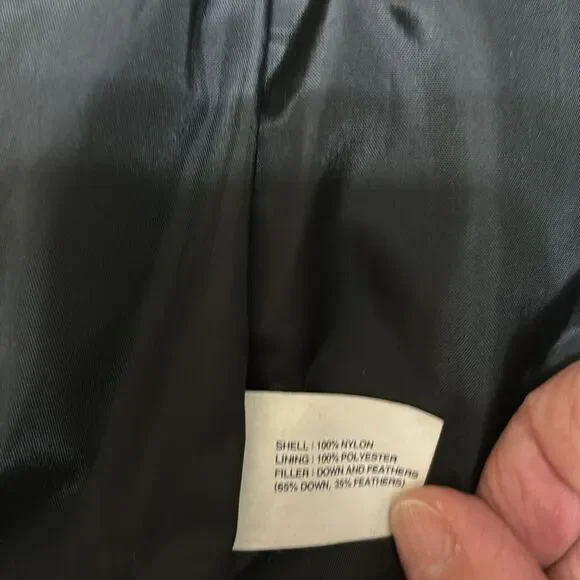 SHELL : 100% NYLON
LINING : 100% POLYESTER
FILLER : DOWN AND FEATHERS
(65% DOWN, 35% FEATHERS)